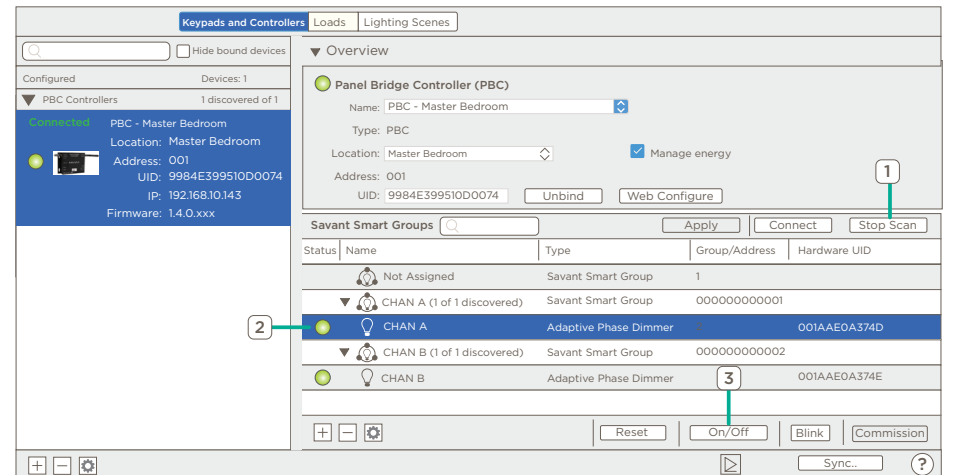 Keypads and Controllers Loads Lighting Scenes
Hide bound devices
Configured Devices: 1
PBC Controllers 1 discovered of 1
Connected PBC - Master Bedroom
Location: Master Bedroom
Address: 001
UID: 9984E399510D0074
IP: 192.168.10.143
Firmware: 1.4.0.xxx
Overview
Panel Bridge Controller (PBC)
Name: PBC - Master Bedroom
Type: PBC
Location: Master Bedroom Manage energy
Address: 001
UID: 9984E399510D0074 Unbind Web Configure
1
Savant Smart Groups Apply Connect Stop Scan
Status Name Type Group/Address Hardware UID
Not Assigned Savant Smart Group 1
CHAN A (1 of 1 discovered) Savant Smart Group 000000000001
2 CHAN A Adaptive Phase Dimmer 001AAE0A374D
CHAN B (1 of 1 discovered) Savant Smart Group 000000000002
CHAN B Adaptive Phase Dimmer 3 001AAE0A374E
Reset On/Off Blink Commission
Sync.. ?